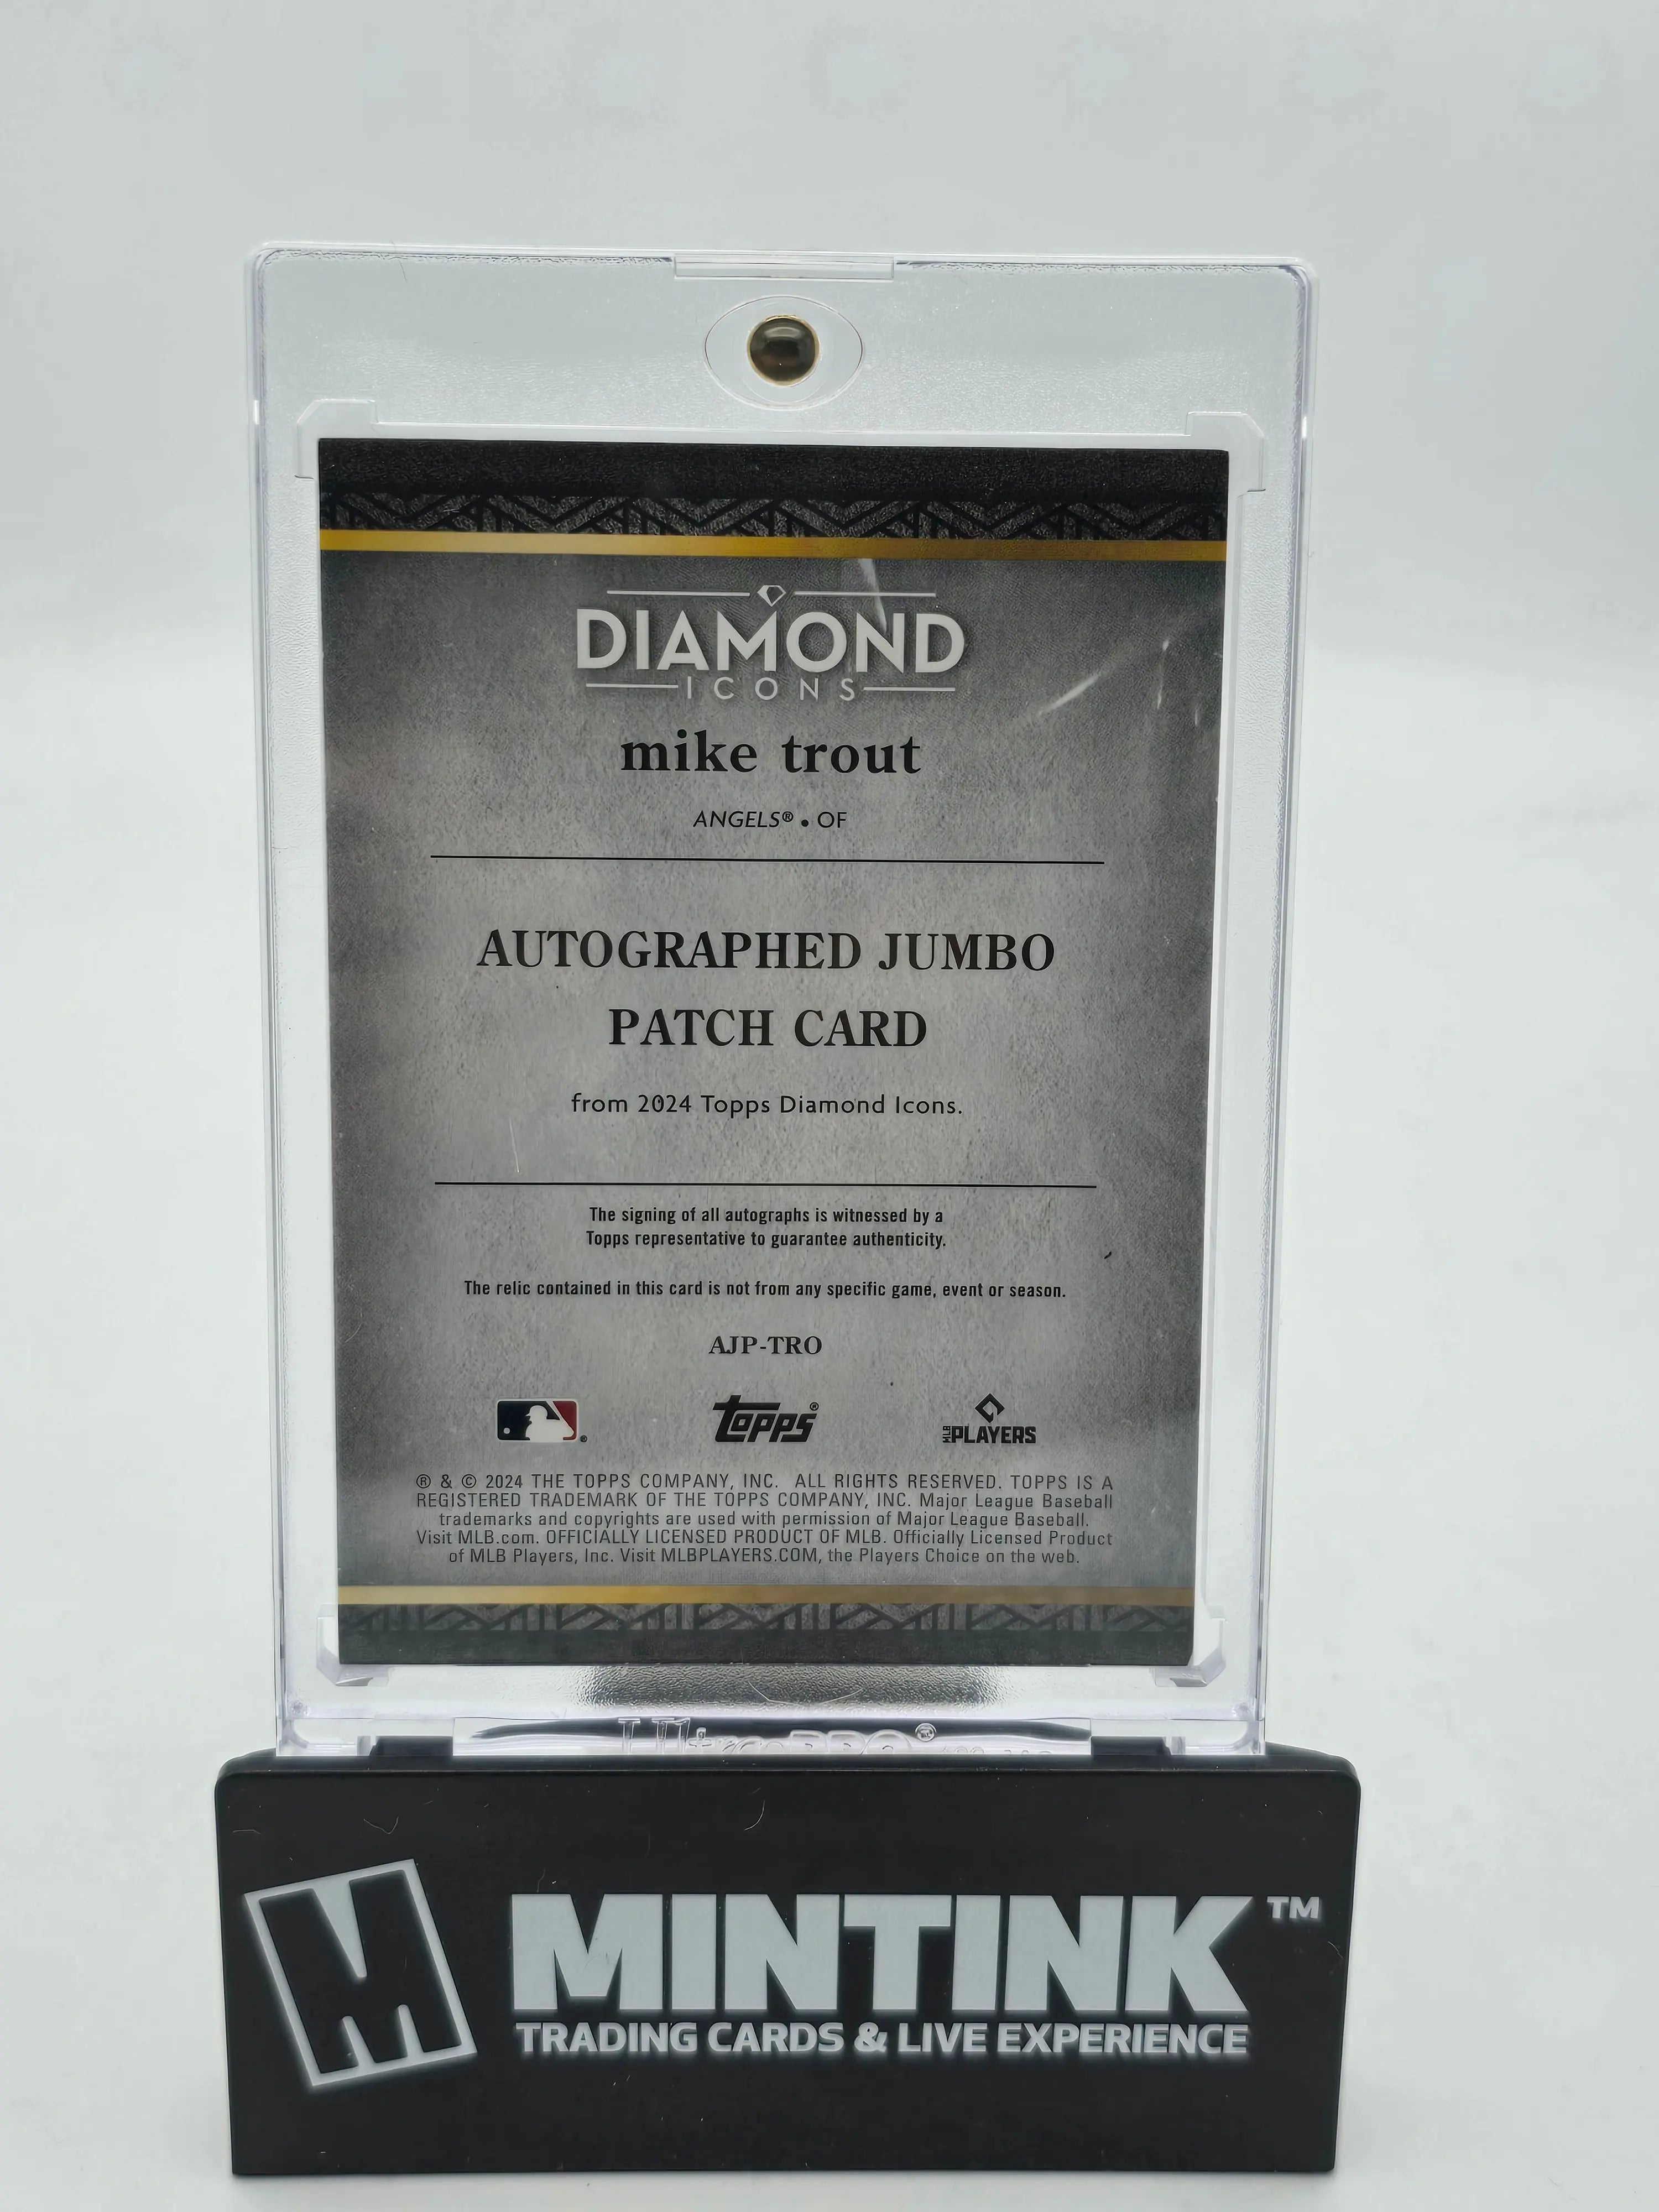 DIAMOND
ICONS
mike trout
ANGELS® • OF
AUTOGRAPHED JUMBO
PATCH CARD
from 2024 Topps Diamond Icons.
The signing of all autographs is witnessed by a
Topps representative to guarantee authenticity.
The relic contained in this card is not from any specific game, event or season.
AJP-TRO
® topps® MLB PLAYERS
® & © 2024 THE TOPPS COMPANY, INC. ALL RIGHTS RESERVED. TOPPS IS A
REGISTERED TRADEMARK OF THE TOPPS COMPANY, INC. Major League Baseball
trademarks and copyrights are used with permission of Major League Baseball.
Visit MLB.com. OFFICIALLY LICENSED PRODUCT OF MLB. Officially Licensed Product
of MLB Players, Inc. Visit MLBPLAYERS.COM, the Players Choice on the web.
Ultra PRO®
M MINTINK™
TRADING CARDS & LIVE EXPERIENCE